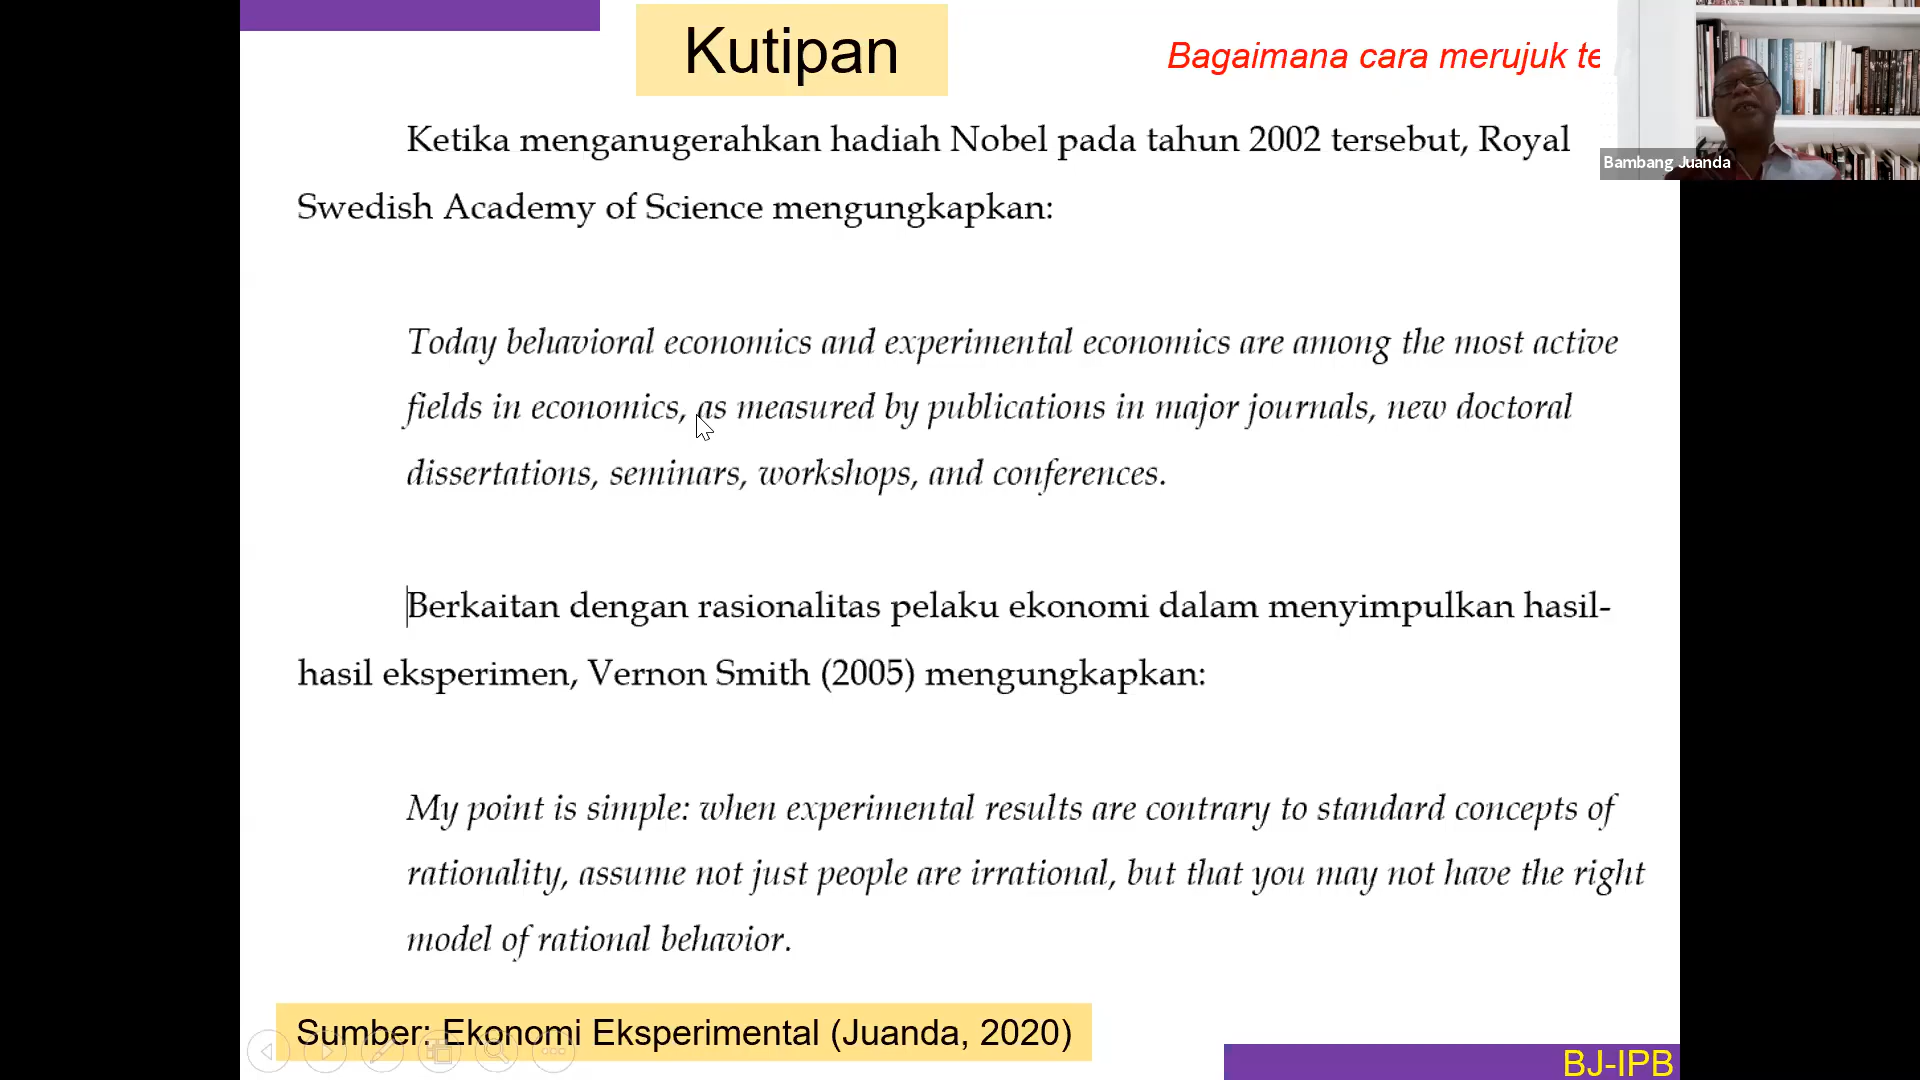 Kutipan
Bagaimana cara merujuk te
Bambang Juanda
Ketika menganugerahkan hadiah Nobel pada tahun 2002 tersebut, Royal
Swedish Academy of Science mengungkapkan:
Today behavioral economics and experimental economics are among the most active
fields in economics, as measured by publications in major journals, new doctoral
dissertations, seminars, workshops, and conferences.
Berkaitan dengan rasionalitas pelaku ekonomi dalam menyimpulkan hasil-
hasil eksperimen, Vernon Smith (2005) mengungkapkan:
My point is simple: when experimental results are contrary to standard concepts of
rationality, assume not just people are irrational, but that you may not have the right
model of rational behavior.
Sumber: Ekonomi Eksperimental (Juanda, 2020)
BJ-IPB